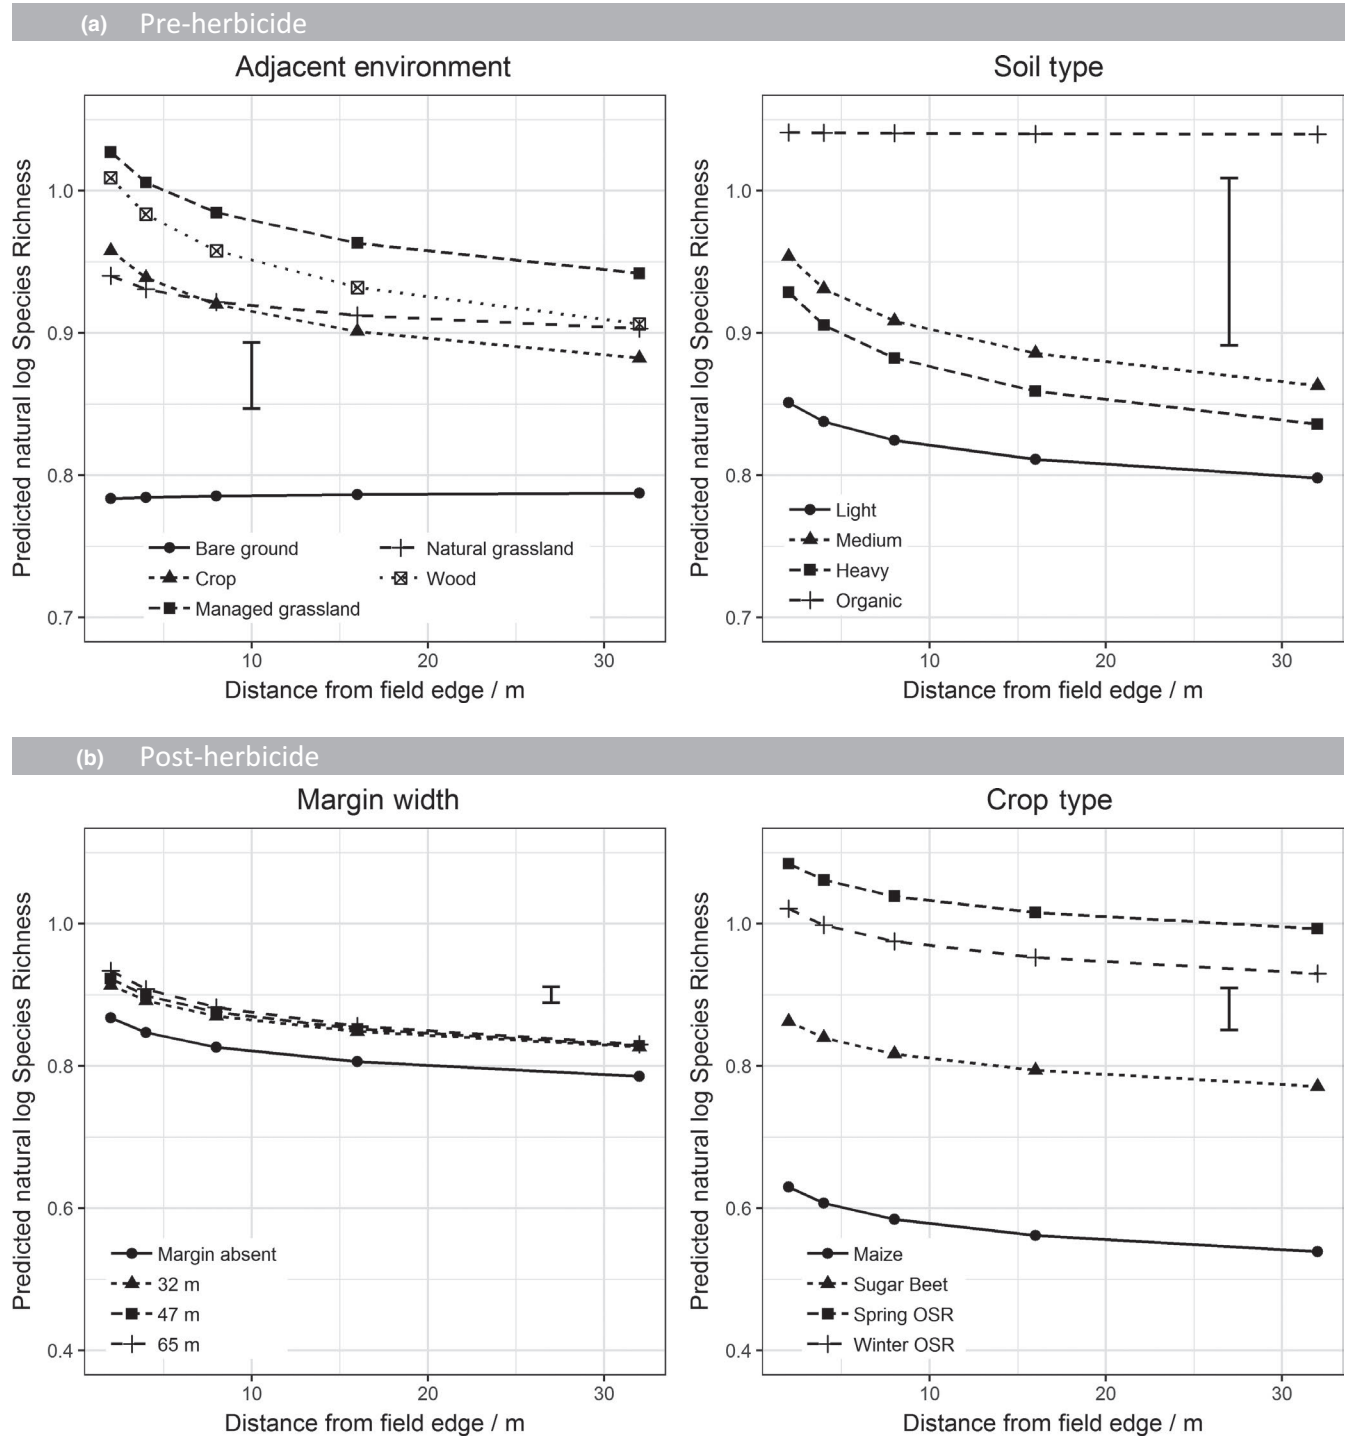 (a) Pre-herbicide
Adjacent environment
Soil type
Predicted natural log Species Richness
1.0
0.9
0.8
0.7
Bare ground
Natural grassland
Crop
Wood
Managed grassland
10
20
30
Distance from field edge / m
Predicted natural log Species Richness
1.0
0.9
0.8
0.7
Light
Medium
Heavy
Organic
10
20
30
Distance from field edge / m
(b) Post-herbicide
Margin width
Crop type
Predicted natural log Species Richness
1.0
0.8
0.6
0.4
Margin absent
32 m
47 m
65 m
10
20
30
Distance from field edge / m
Predicted natural log Species Richness
1.0
0.8
0.6
0.4
Maize
Sugar Beet
Spring OSR
Winter OSR
10
20
30
Distance from field edge / m